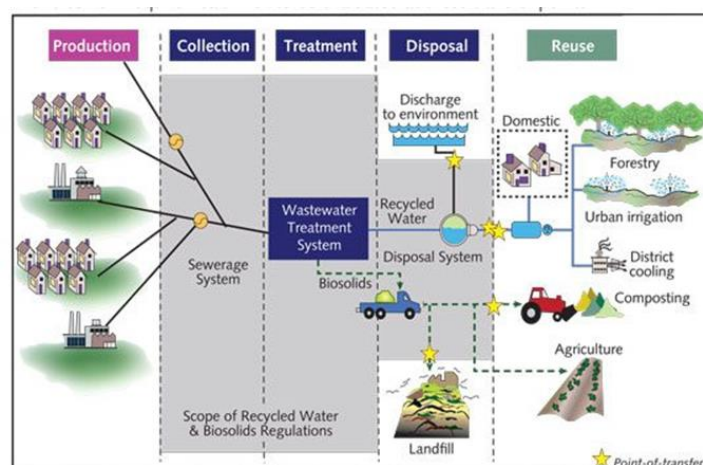 Production
Collection
Treatment
Disposal
Reuse
Discharge
to environment
Domestic
Forestry
Wastewater
Treatment
System
Recycled
Water
Urban irrigation
Sewerage
System
Disposal System
District
cooling
Biosolids
Composting
Agriculture
Scope of Recycled Water
& Biosolids Regulations
Landfill
Point-of-transfer